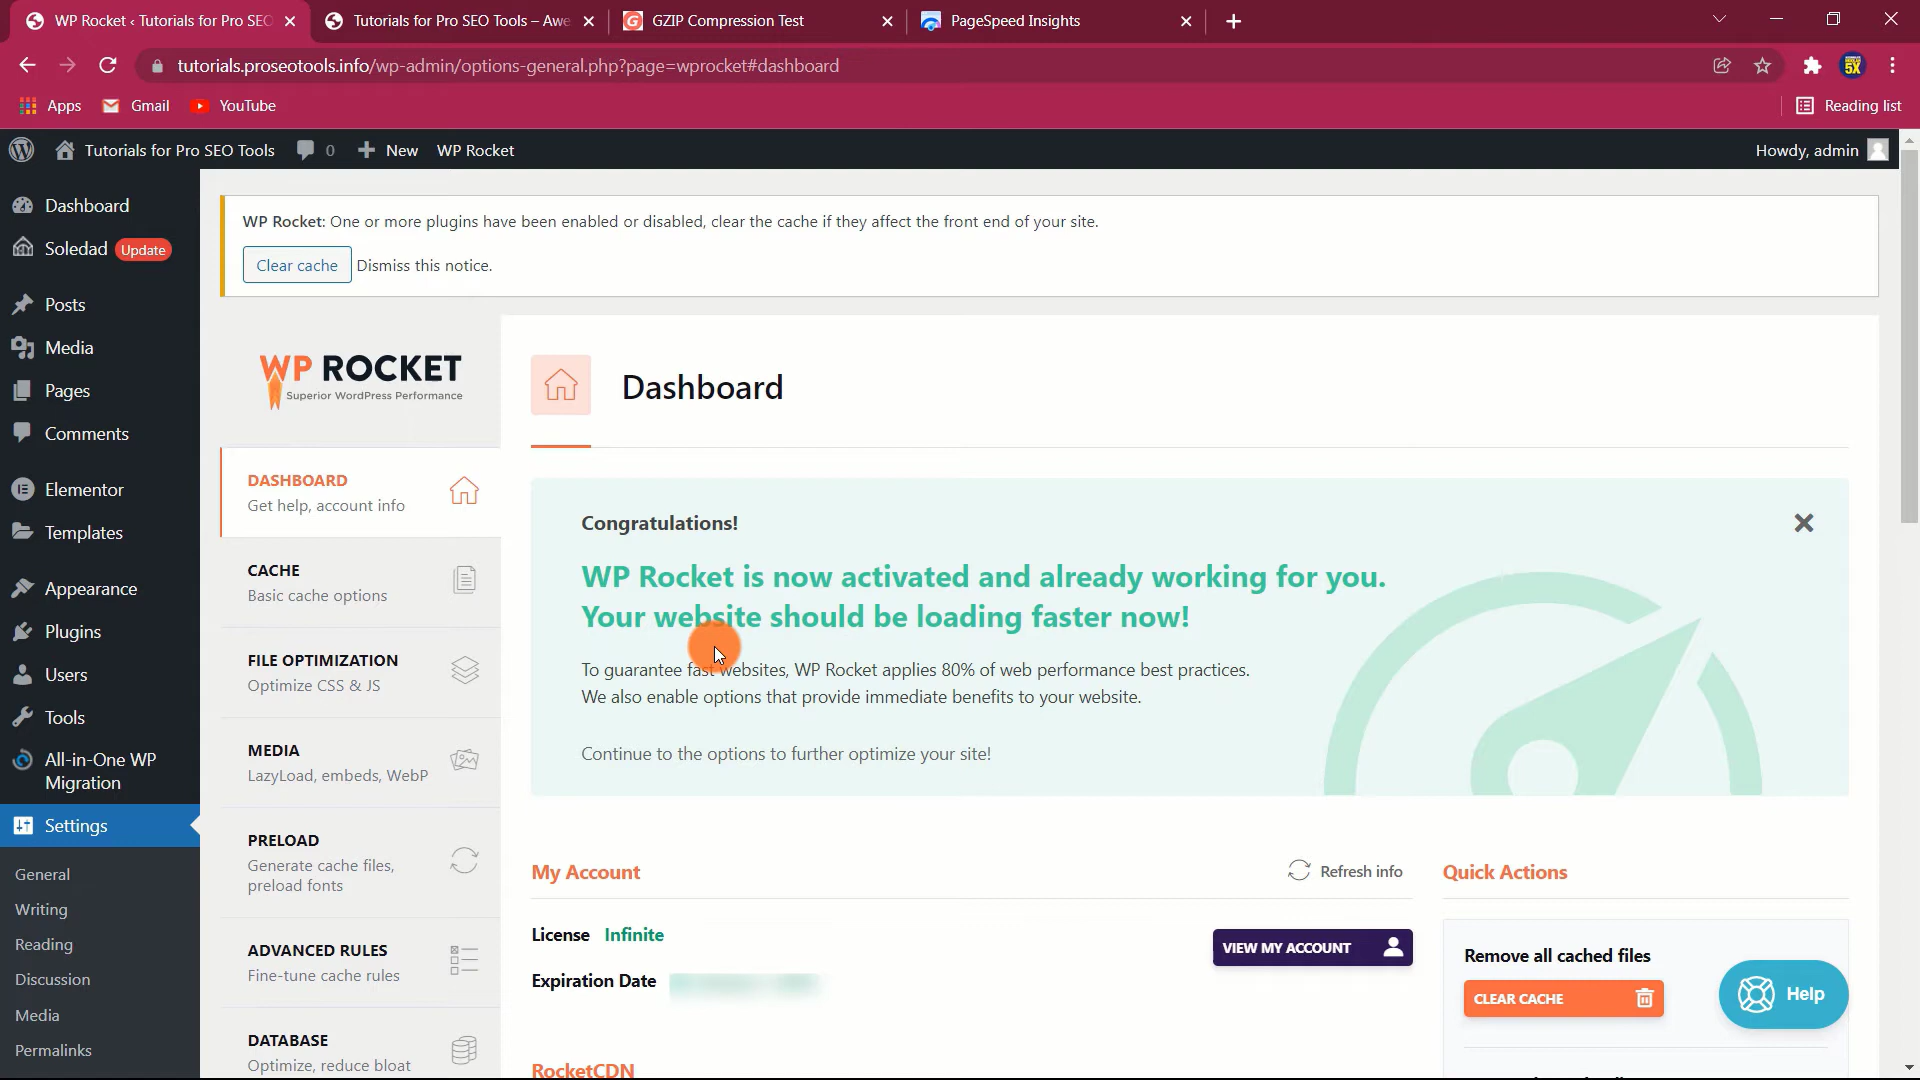 WP Rocket ‹ Tutorials for Pro SEO
Tutorials for Pro SEO Tools – Awe
GZIP Compression Test
PageSpeed Insights
tutorials.proseotools.info/wp-admin/options-general.php?page=wprocket#dashboard
5X
Apps
Gmail
YouTube
Reading list
Tutorials for Pro SEO Tools
0
New
WP Rocket
Howdy, admin
Dashboard
Soledad Update
Posts
Media
Pages
Comments
Elementor
Templates
Appearance
Plugins
Users
Tools
All-in-One WP
Migration
Settings
General
Writing
Reading
Discussion
Media
Permalinks
WP Rocket: One or more plugins have been enabled or disabled, clear the cache if they affect the front end of your site.
Clear cache
Dismiss this notice.
WP ROCKET
Superior WordPress Performance
DASHBOARD
Get help, account info
CACHE
Basic cache options
FILE OPTIMIZATION
Optimize CSS & JS
MEDIA
LazyLoad, embeds, WebP
PRELOAD
Generate cache files,
preload fonts
ADVANCED RULES
Fine-tune cache rules
DATABASE
Optimize, reduce bloat
Dashboard
Congratulations!
WP Rocket is now activated and already working for you.
Your website should be loading faster now!
To guarantee fast websites, WP Rocket applies 80% of web performance best practices.
We also enable options that provide immediate benefits to your website.
Continue to the options to further optimize your site!
My Account
Refresh info
License Infinite
VIEW MY ACCOUNT
Expiration Date
RocketCDN
Quick Actions
Remove all cached files
CLEAR CACHE
Help